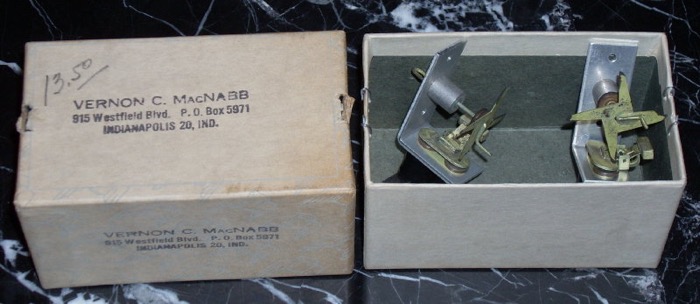 13.50
VERNON C. MACNABB
915 Westfield Blvd. P. O. Box 5971
INDIANAPOLIS 20, IND.
VERNON C. MACNABB
915 Westfield Blvd. P. O. Box 5971
INDIANAPOLIS 20, IND.